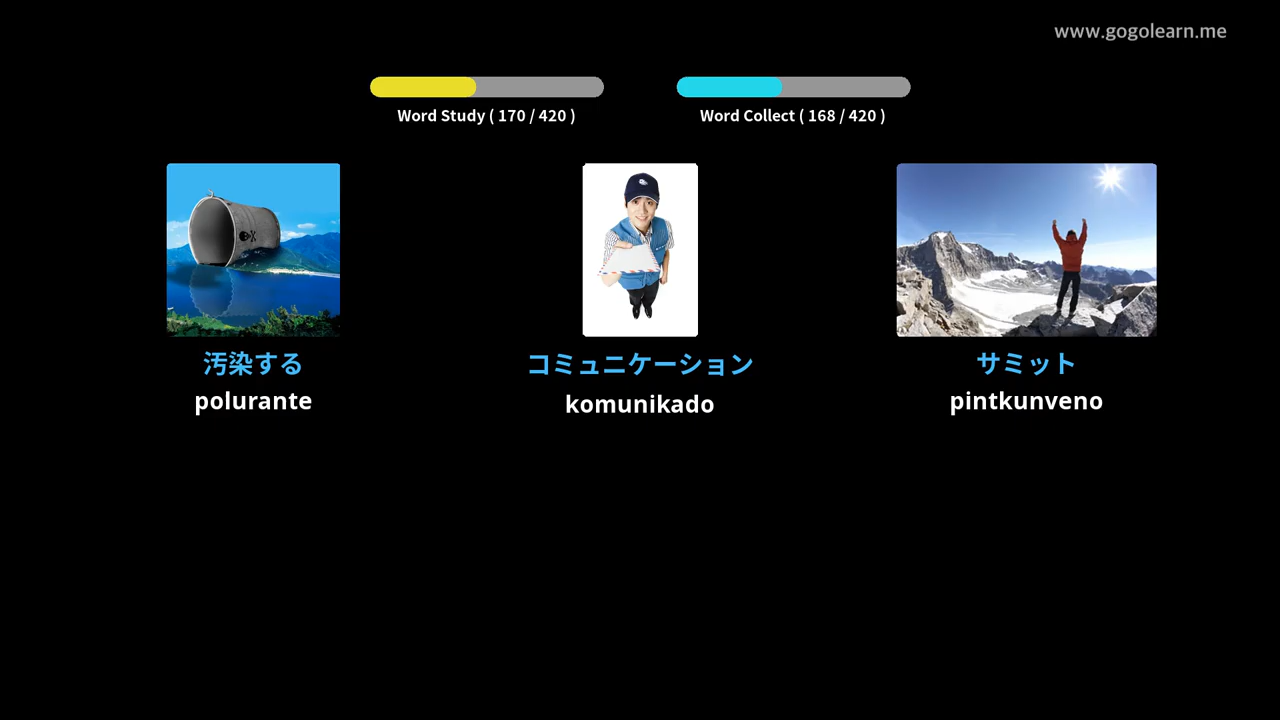 www.gogolearn.me
Word Study ( 170 / 420 )
Word Collect ( 168 / 420 )
汚染する
polurante
コミュニケーション
komunikado
サミット
pintkunveno